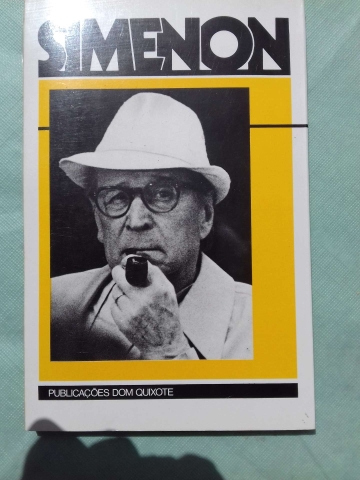 SIMENON
PUBLICAÇÕES DOM QUIXOTE